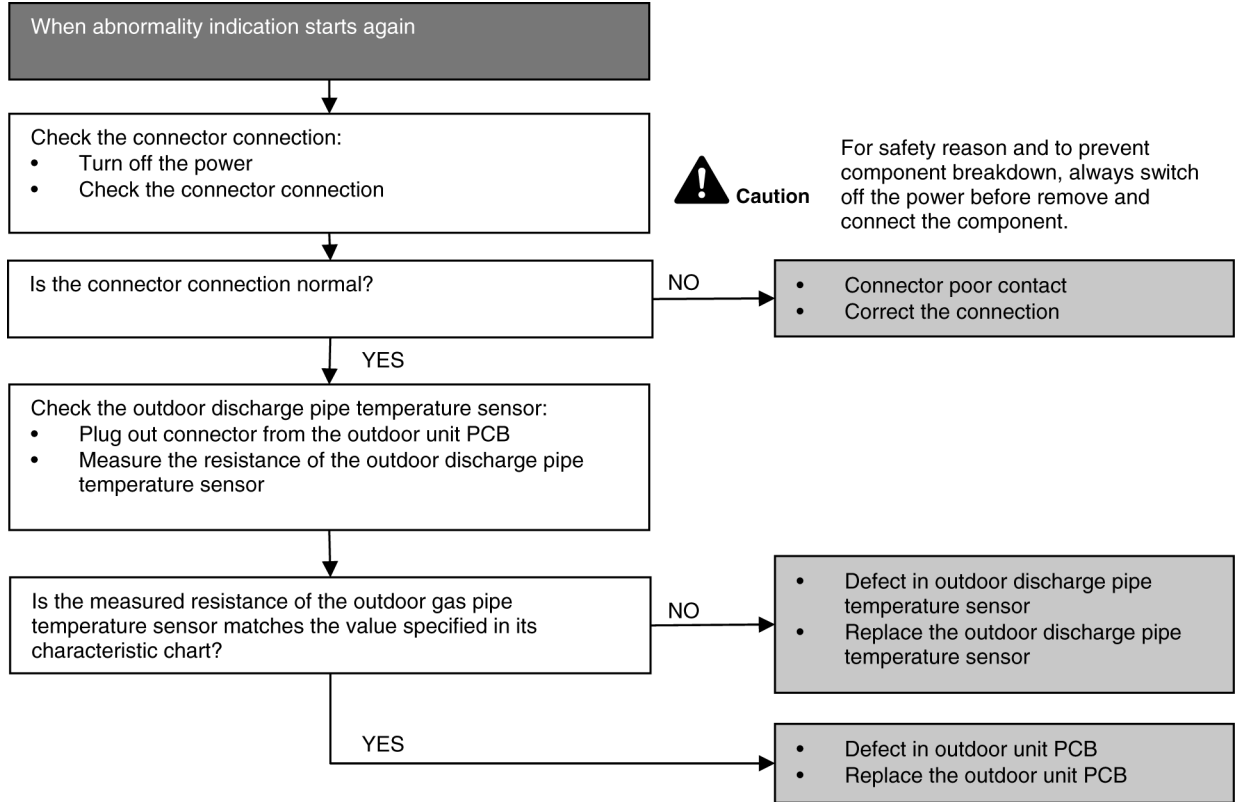 When abnormality indication starts again
Check the connector connection:
• Turn off the power
• Check the connector connection
Caution
For safety reason and to prevent
component breakdown, always switch
off the power before remove and
connect the component.
Is the connector connection normal?
NO
• Connector poor contact
• Correct the connection
YES
Check the outdoor discharge pipe temperature sensor:
• Plug out connector from the outdoor unit PCB
• Measure the resistance of the outdoor discharge pipe
temperature sensor
Is the measured resistance of the outdoor gas pipe
temperature sensor matches the value specified in its
characteristic chart?
NO
• Defect in outdoor discharge pipe
temperature sensor
• Replace the outdoor discharge pipe
temperature sensor
YES
• Defect in outdoor unit PCB
• Replace the outdoor unit PCB